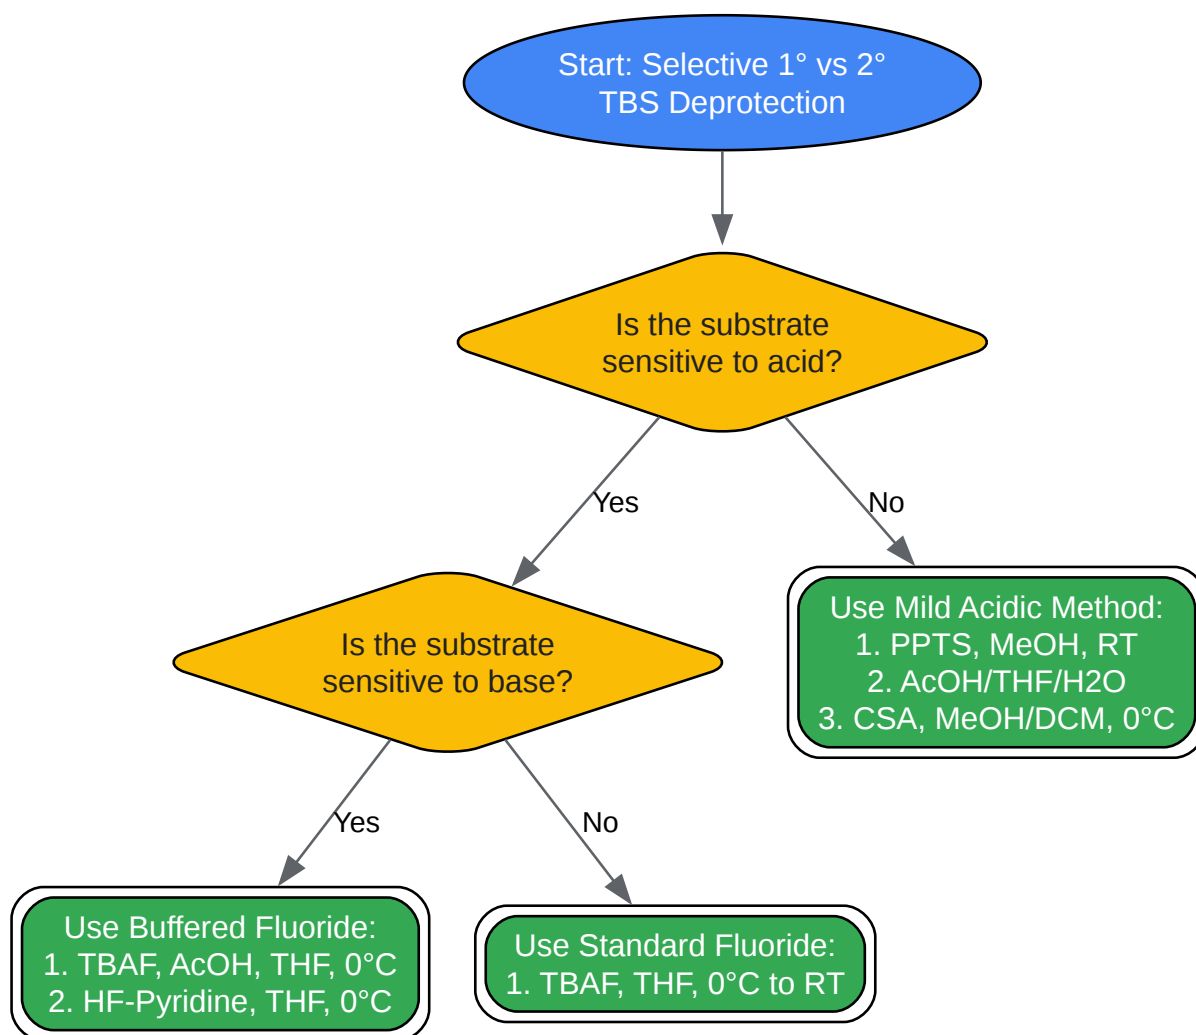 Start: Selective 1° vs 2°
TBS Deprotection
Is the substrate
sensitive to acid?
Yes
No
Is the substrate
sensitive to base?
Use Mild Acidic Method:
1. PPTS, MeOH, RT
2. AcOH/THF/H2O
3. CSA, MeOH/DCM, 0°C
Yes
No
Use Buffered Fluoride:
1. TBAF, AcOH, THF, 0°C
2. HF-Pyridine, THF, 0°C
Use Standard Fluoride:
1. TBAF, THF, 0°C to RT